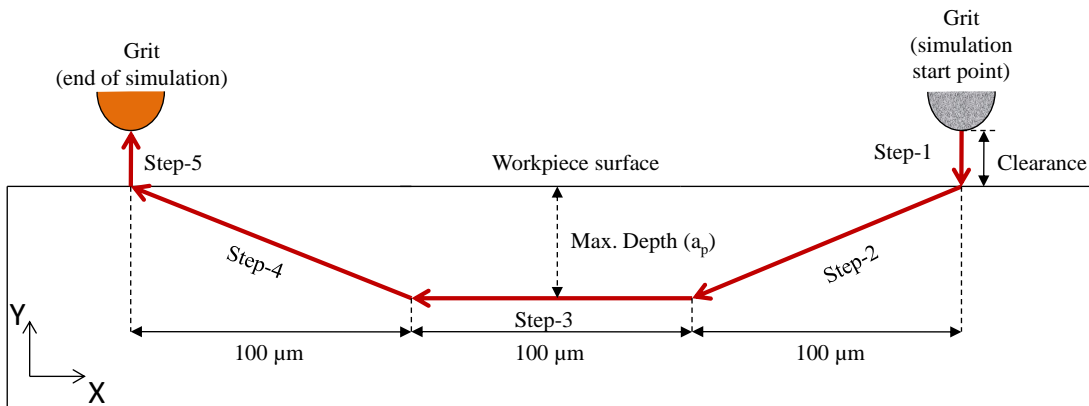 Grit
(end of simulation)
Grit
(simulation
start point)
Step-5
Workpiece surface
Step-1
Clearance
Max. Depth (ap)
Step-4
Step-2
Step-3
Y
100 µm
100 µm
100 µm
X